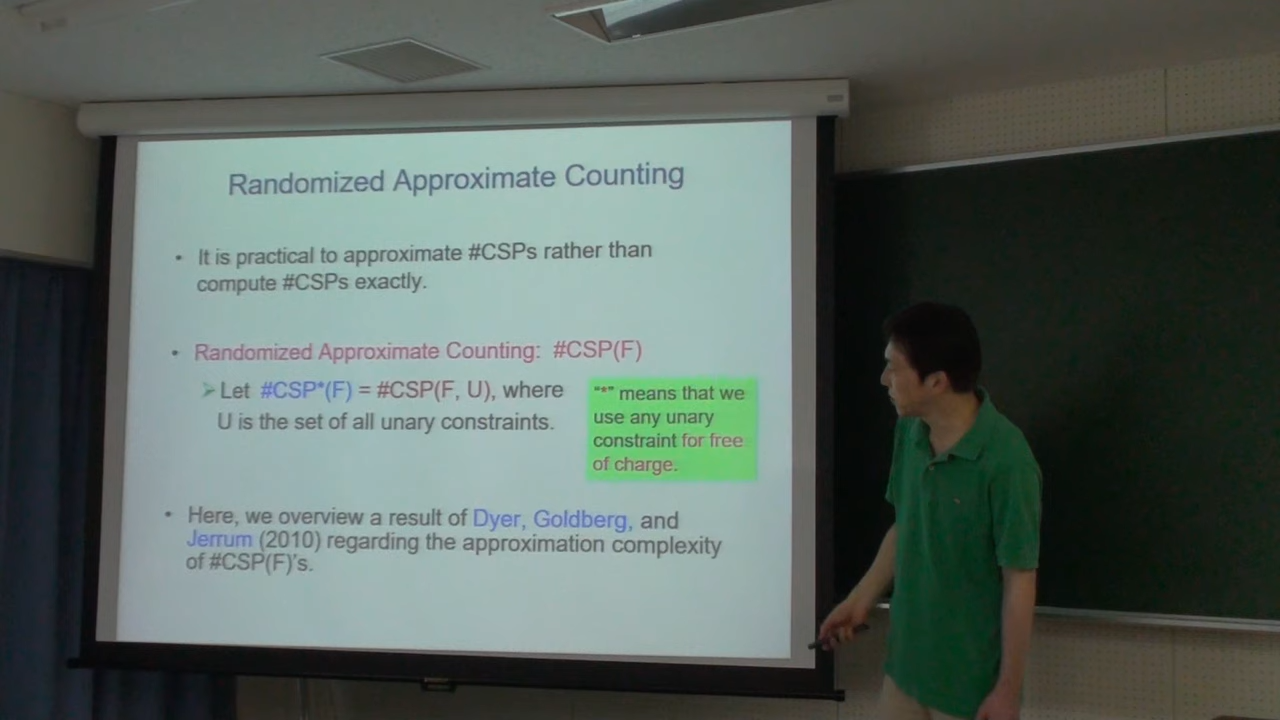 Randomized Approximate Counting
• It is practical to approximate #CSPs rather than
compute #CSPs exactly.
• Randomized Approximate Counting: #CSP(F)
➢ Let #CSP*(F) = #CSP(F, U), where
U is the set of all unary constraints.
"*" means that we
use any unary
constraint for free
of charge.
• Here, we overview a result of Dyer, Goldberg, and
Jerrum (2010) regarding the approximation complexity
of #CSP(F)'s.